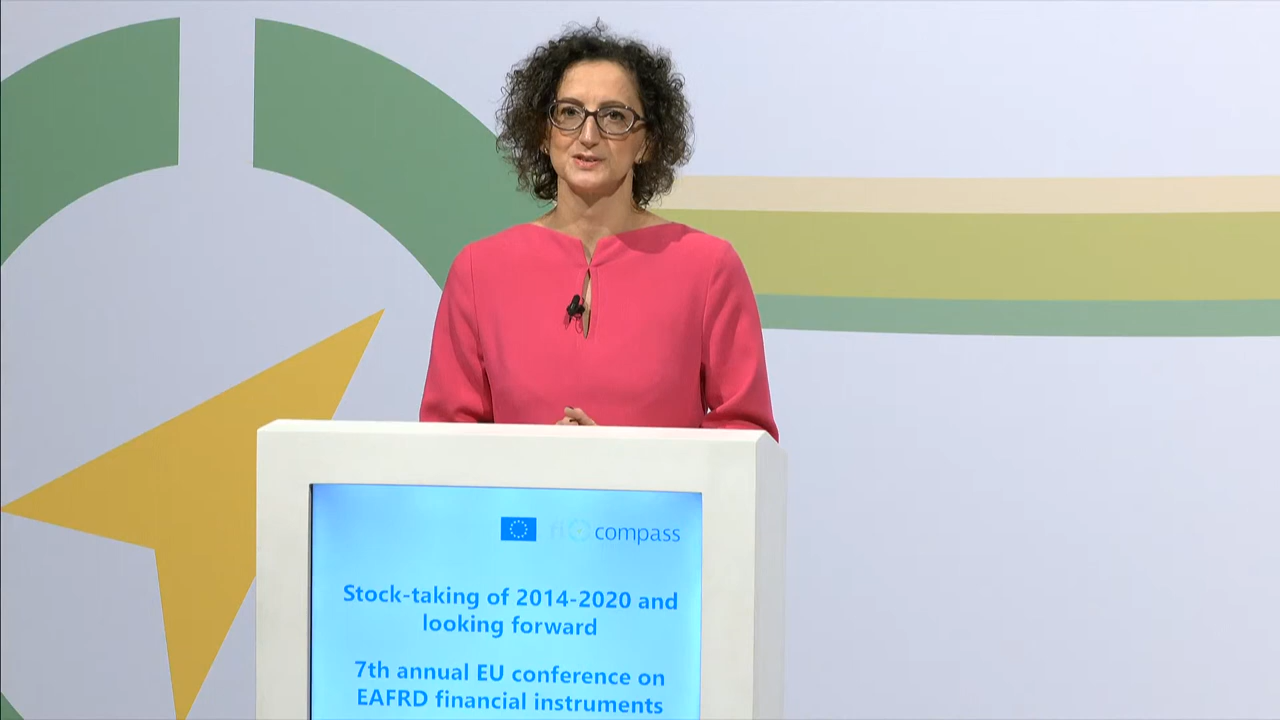 fi compass
Stock-taking of 2014-2020 and
looking forward
7th annual EU conference on
EAFRD financial instruments